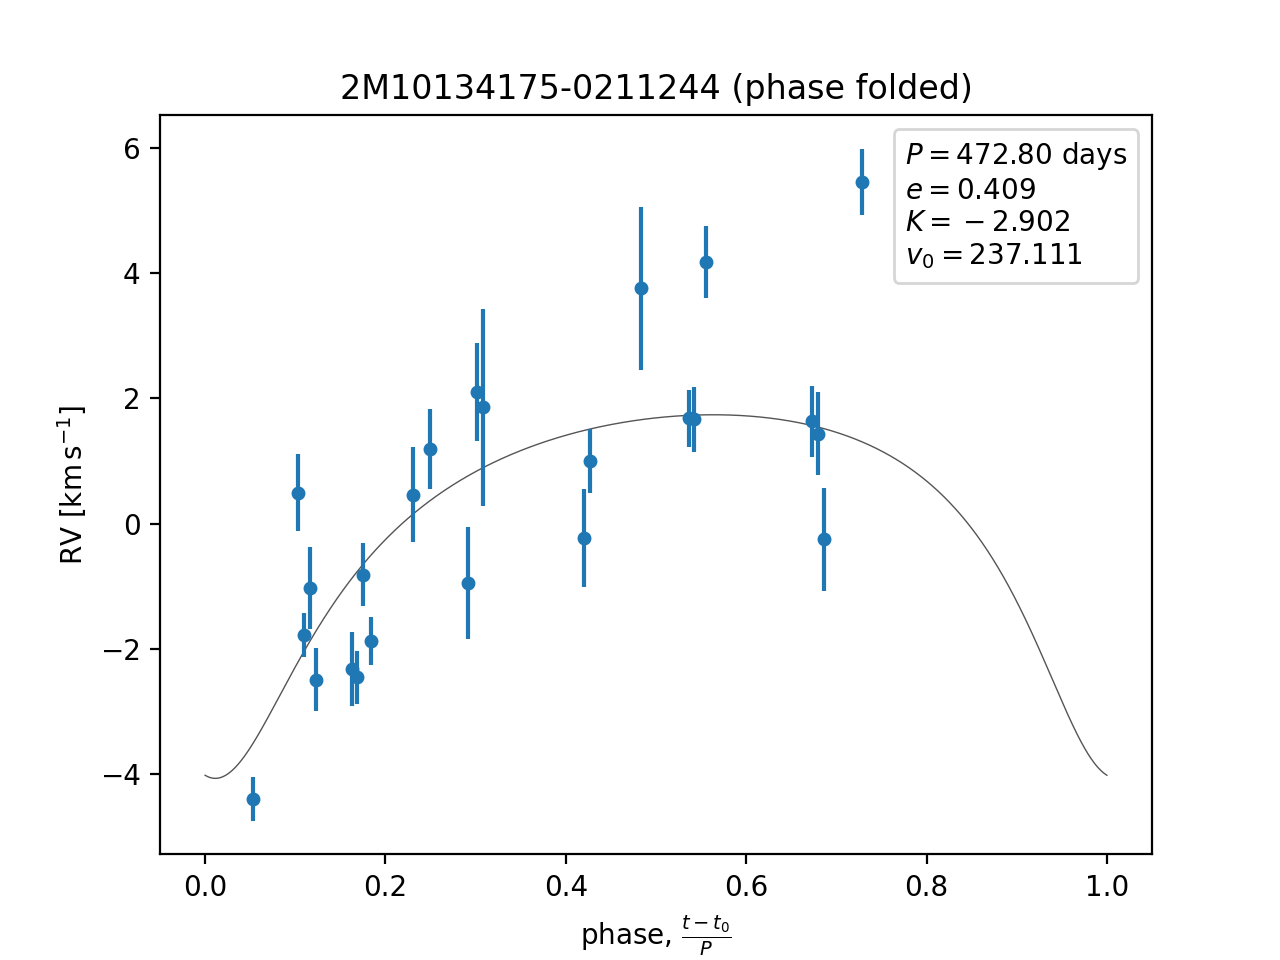 2M10134175-0211244 (phase folded)
P = 472.80 days
e = 0.409
K = −2.902
v₀ = 237.111
6
4
2
0
−2
−4
RV [km s⁻¹]
0.0 0.2 0.4 0.6 0.8 1.0
phase, (t − t₀)/P